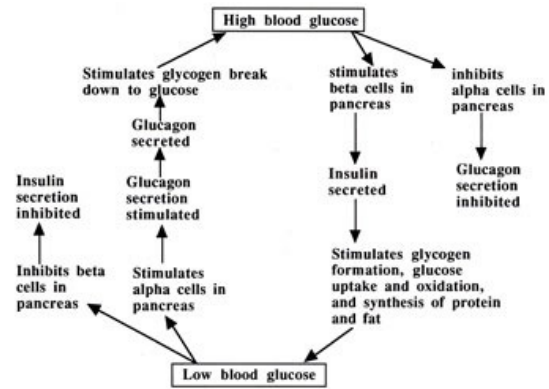 High blood glucose
Stimulates glycogen break
down to glucose
stimulates
beta cells in
pancreas
inhibits
alpha cells in
pancreas
Glucagon
secreted
Insulin
secretion
inhibited
Glucagon
secretion
stimulated
Insulin
secreted
Glucagon
secretion inhibited
Inhibits beta
cells in
pancreas
Stimulates
alpha cells in
pancreas
Stimulates glycogen
formation, glucose
uptake and oxidation,
and synthesis of protein
and fat
Low blood glucose